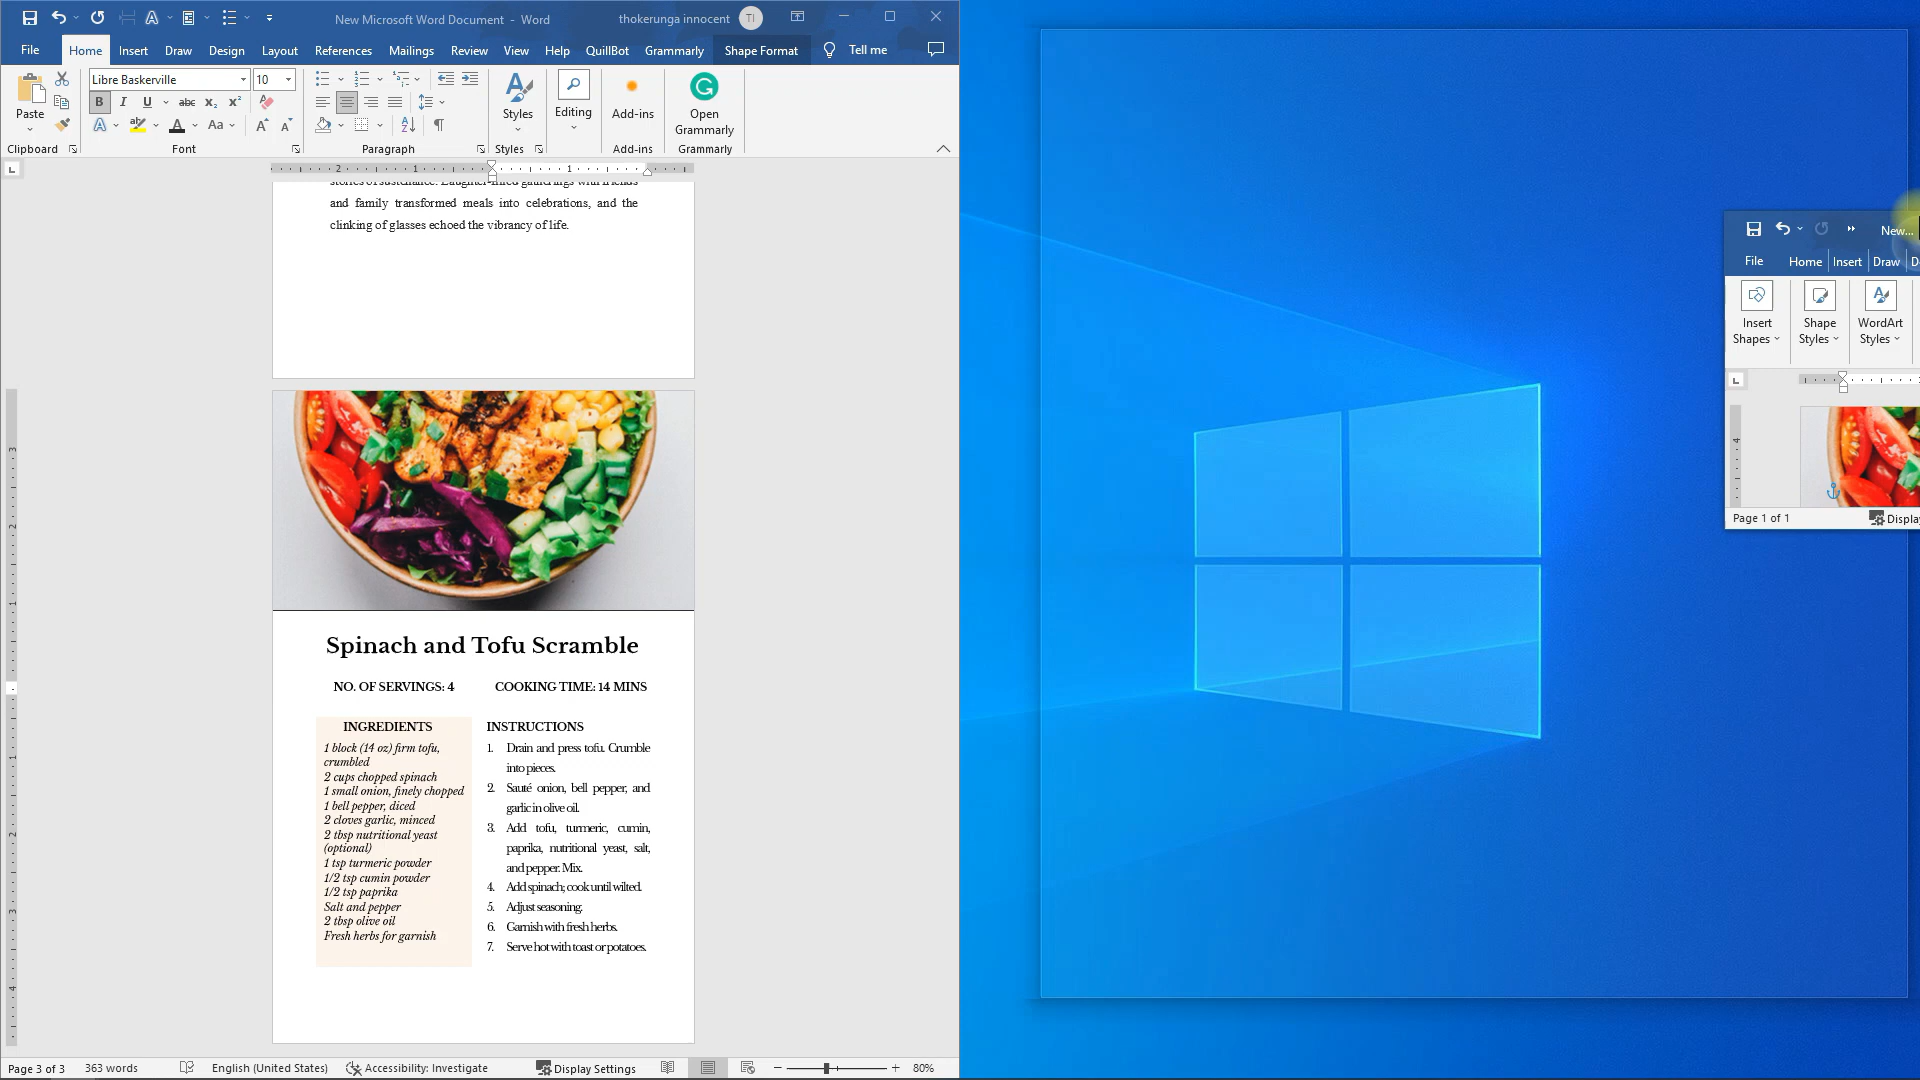 New Microsoft Word Document - Word
thokerunga innocent TI
File Home Insert Draw Design Layout References Mailings Review View Help QuillBot Grammarly Shape Format Tell me
Libre Baskerville 10
Paste
Styles
Editing
Add-ins
Open
Grammarly
Clipboard Font Paragraph Styles Add-ins Grammarly
2 1 1
and family transformed meals into celebrations, and the
clinking of glasses echoed the vibrancy of life.
Spinach and Tofu Scramble
NO. OF SERVINGS: 4 COOKING TIME: 14 MINS
INGREDIENTS
1 block (14 oz) firm tofu,
crumbled
2 cups chopped spinach
1 small onion, finely chopped
1 bell pepper, diced
2 cloves garlic, minced
2 tbsp nutritional yeast
(optional)
1 tsp turmeric powder
1/2 tsp cumin powder
1/2 tsp paprika
Salt and pepper
2 tbsp olive oil
Fresh herbs for garnish
INSTRUCTIONS
1. Drain and press tofu. Crumble
into pieces.
2. Sauté onion, bell pepper, and
garlic in olive oil.
3. Add tofu, turmeric, cumin,
paprika, nutritional yeast, salt,
and pepper. Mix.
4. Add spinach; cook until wilted.
5. Adjust seasoning.
6. Garnish with fresh herbs.
7. Serve hot with toast or potatoes.
Page 3 of 3 363 words English (United States) Accessibility: Investigate Display Settings 80%
New...
File Home Insert Draw D
Insert
Shapes
Shape
Styles
WordArt
Styles
4
Page 1 of 1 Display